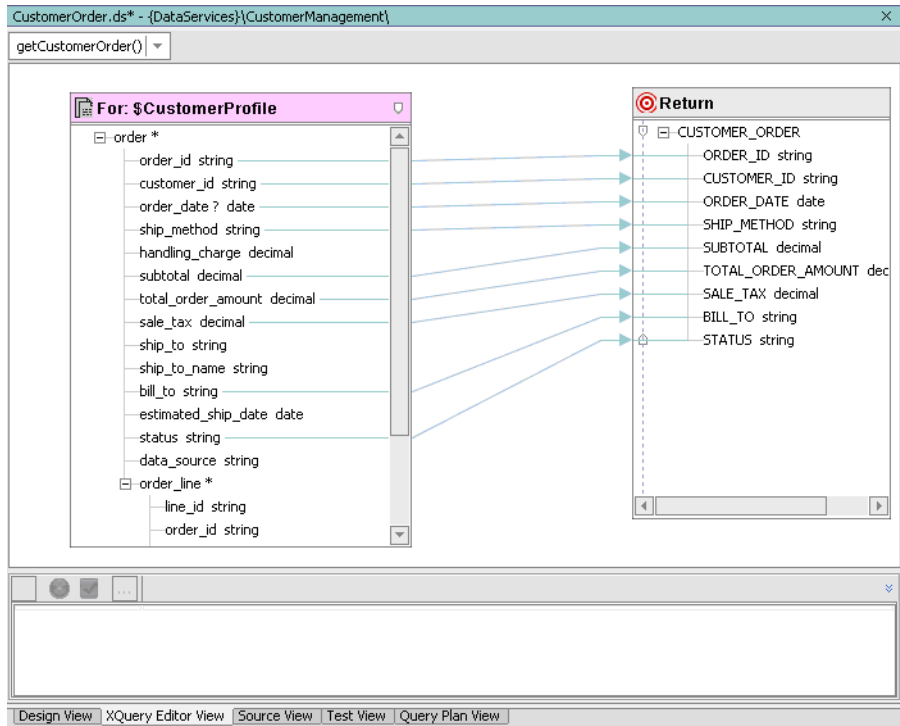 CustomerOrder.ds* - {DataServices}\CustomerManagement\
getCustomerOrder()
For: $CustomerProfile
order *
order_id string
customer_id string
order_date ? date
ship_method string
handling_charge decimal
subtotal decimal
total_order_amount decimal
sale_tax decimal
ship_to string
ship_to_name string
bill_to string
estimated_ship_date date
status string
data_source string
order_line *
line_id string
order_id string
Return
CUSTOMER_ORDER
ORDER_ID string
CUSTOMER_ID string
ORDER_DATE date
SHIP_METHOD string
SUBTOTAL decimal
TOTAL_ORDER_AMOUNT dec
SALE_TAX decimal
BILL_TO string
STATUS string
...
Design View XQuery Editor View Source View Test View Query Plan View